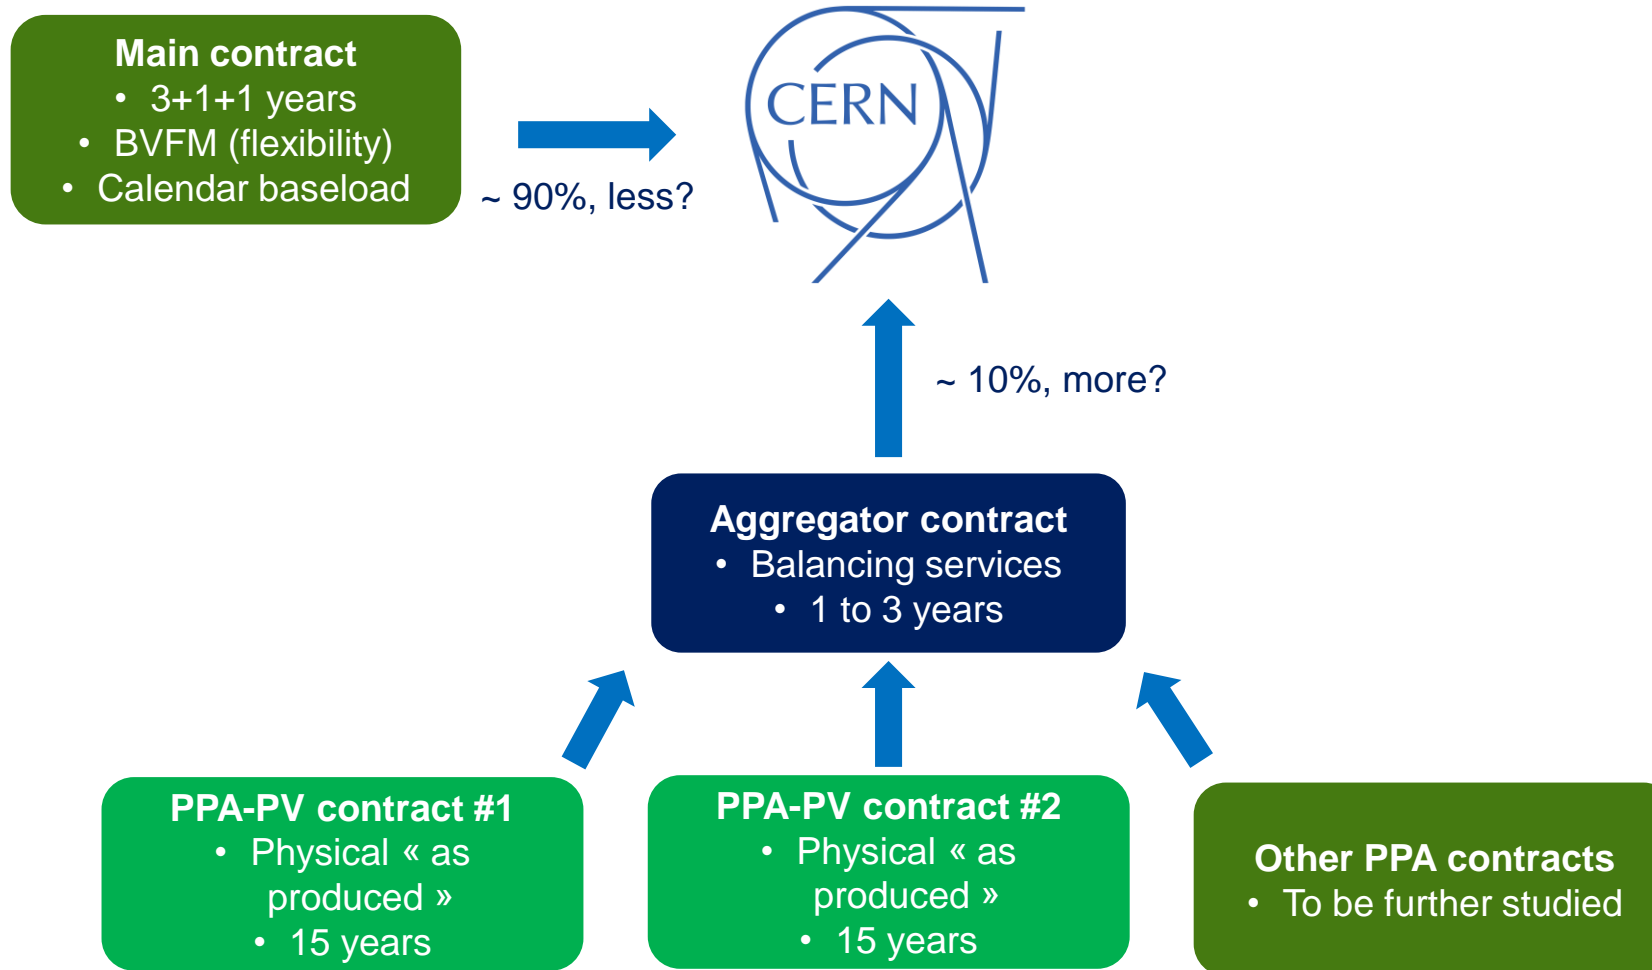 Main contract
• 3+1+1 years
• BVFM (flexibility)
• Calendar baseload
~ 90%, less?
CERN
~ 10%, more?
Aggregator contract
• Balancing services
• 1 to 3 years
PPA-PV contract #1
• Physical « as
produced »
• 15 years
PPA-PV contract #2
• Physical « as
produced »
• 15 years
Other PPA contracts
• To be further studied